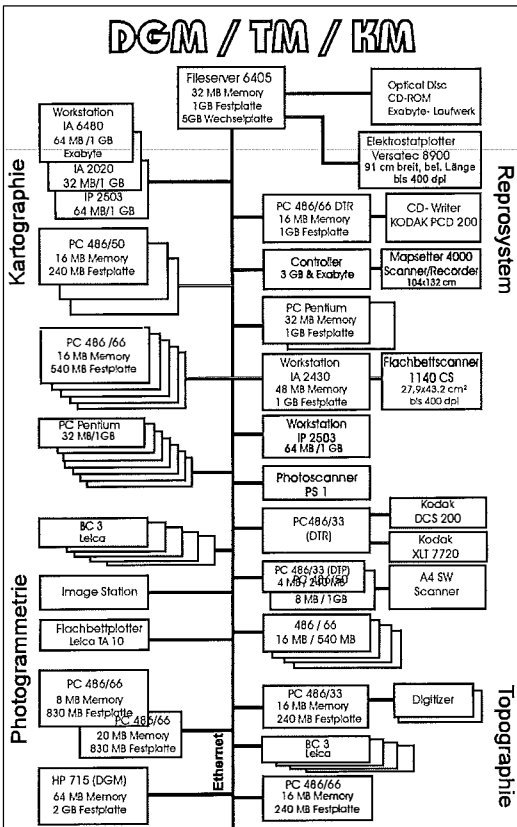 DGM / TM / KM
Fileserver 6405
32 MB Memory
1GB Festplatte
5GB Wechselplatte
Optical Disc
CD-ROM
Exabyte- Laufwerk
Elektrostatplotter
Versatec 8900
91 cm breit, bel. Länge
bis 400 dpi
Kartographie
Workstation
IA 6480
64 MB/1 GB
Exabyte
IA 2020
32 MB/1 GB
IP 2503
64 MB/1 GB
PC 486/50
16 MB Memory
240 MB Festplatte
PC 486 /66
16 MB Memory
540 MB Festplatte
PC Pentium
32 MB/1GB
Reprosystem
PC 486/66 DTR
16 MB Memory
1GB Festplatte
CD- Writer
KODAK PCD 200
Controller
3 GB & Exabyte
Mapsetter 4000
Scanner/Recorder
104x132 cm
PC Pentium
32 MB Memory
1GB Festplatte
Workstation
IA 2430
48 MB Memory
1 GB Festplatte
Flachbettscanner
1140 CS
27,9x43.2 cm²
bis 400 dpi
Workstation
IP 2503
64 MB /1 GB
Photoscanner
PS 1
PC486/33
(DTR)
Kodak
DCS 200
Kodak
XLT 7720
Photogrammetrie
BC 3
Leica
Image Station
Flachbettplotter
Leica TA 10
PC 486/66
8 MB Memory
830 MB Festplatte
PC 486/66
20 MB Memory
830 MB Festplatte
HP 715 (DGM)
64 MB Memory
2 GB Festplatte
Ethernet
PC 486/33 (DTP)
4 MB/ 240 MB
PC 486/50
8 MB / 1GB
A4 SW
Scanner
486 / 66
16 MB / 540 MB
Topographie
PC 486/33
16 MB Memory
240 MB Festplatte
Digitizer
BC 3
Leica
PC 486/66
16 MB Memory
240 MB Festplatte